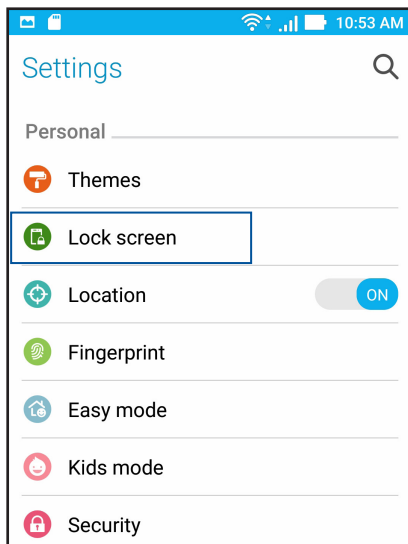 10:53 AM
Settings
Personal
Themes
Lock screen
Location ON
Fingerprint
Easy mode
Kids mode
Security